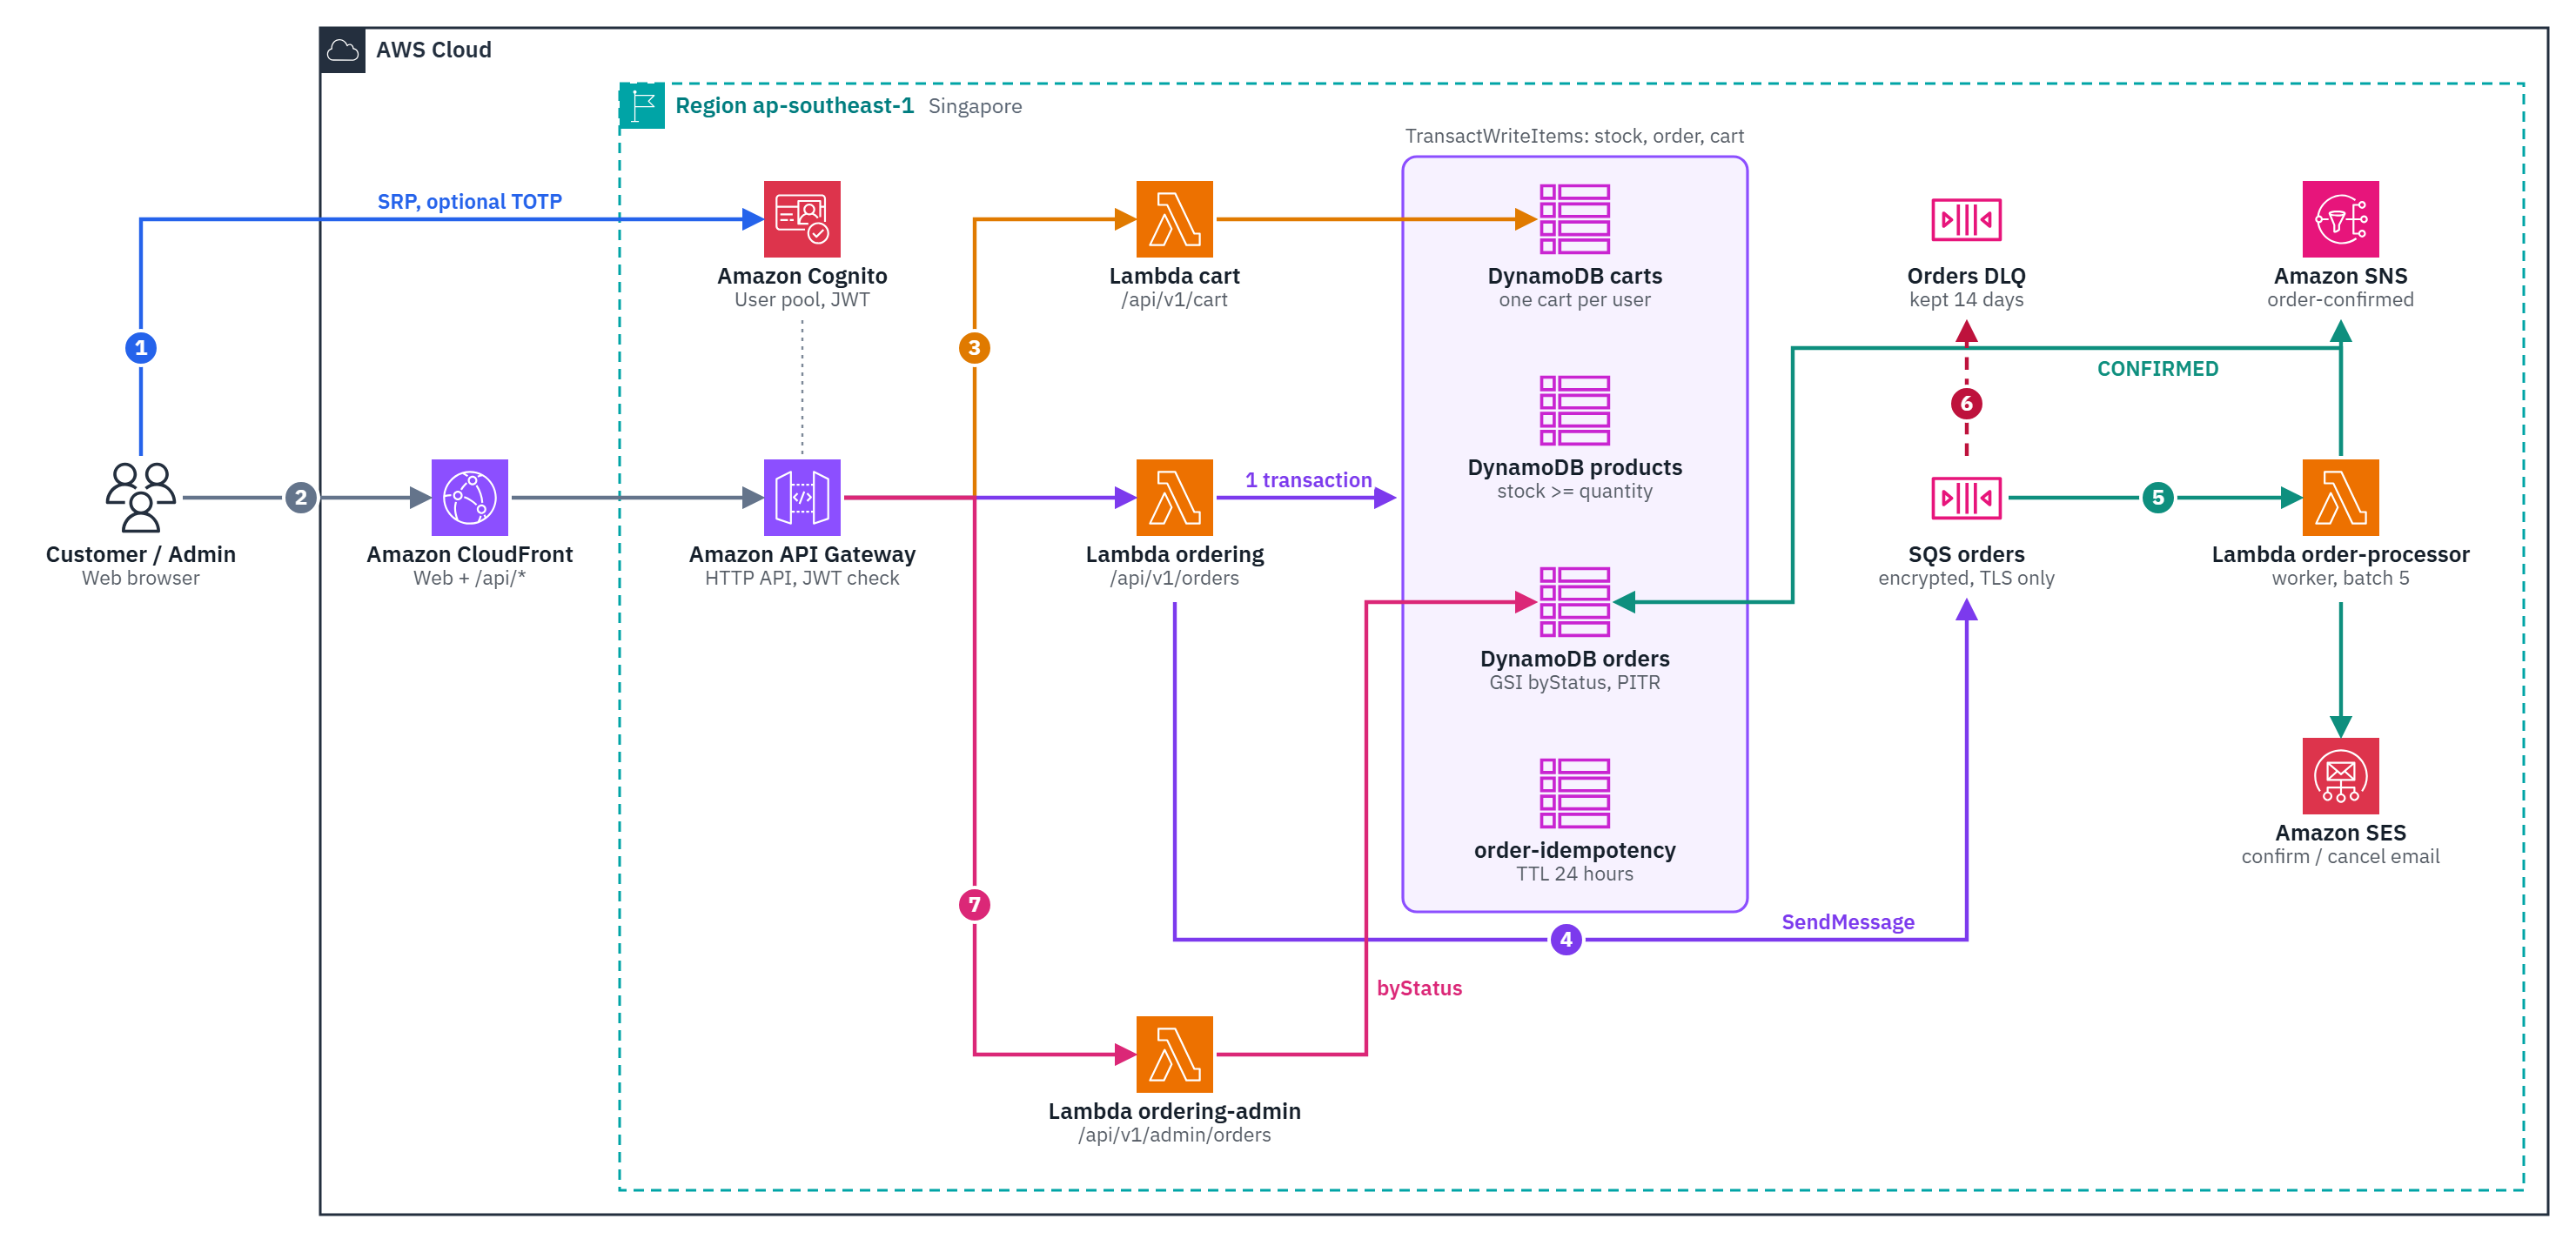 AWS Cloud
Region ap-southeast-1 Singapore
TransactWriteItems: stock, order, cart
SRP, optional TOTP
Amazon Cognito
User pool, JWT
Lambda cart
/api/v1/cart
DynamoDB carts
one cart per user
Orders DLQ
kept 14 days
Amazon SNS
order-confirmed
1
3
CONFIRMED
6
DynamoDB products
stock >= quantity
1 transaction
2
5
Customer / Admin
Web browser
Amazon CloudFront
Web + /api/*
Amazon API Gateway
HTTP API, JWT check
Lambda ordering
/api/v1/orders
SQS orders
encrypted, TLS only
Lambda order-processor
worker, batch 5
DynamoDB orders
GSI byStatus, PITR
order-idempotency
TTL 24 hours
Amazon SES
confirm / cancel email
7
SendMessage
4
byStatus
Lambda ordering-admin
/api/v1/admin/orders